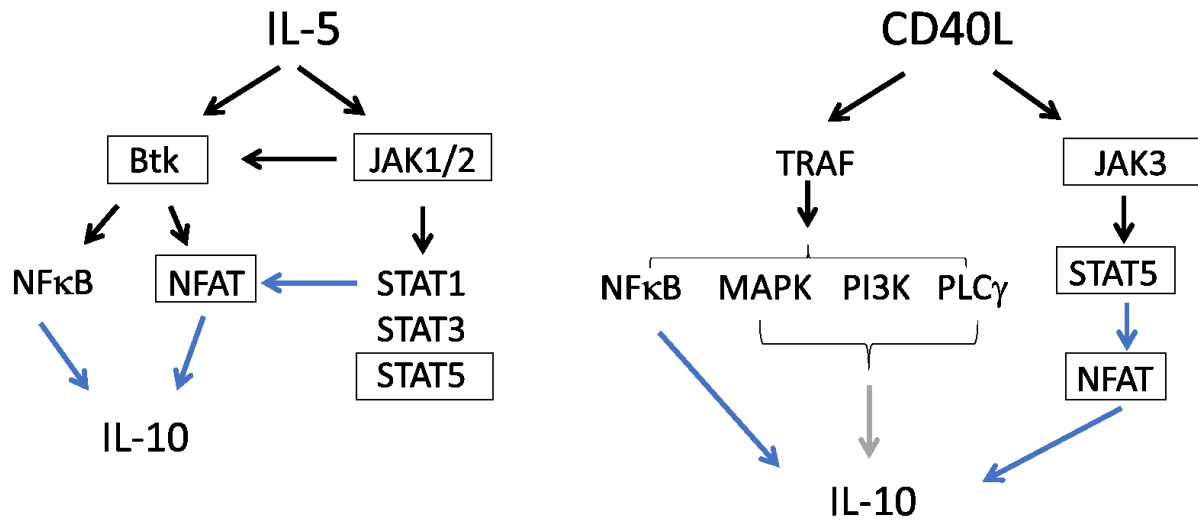 IL-5
Btk
JAK1/2
NFκB
NFAT
STAT1
STAT3
STAT5
IL-10
CD40L
TRAF
JAK3
NFκB MAPK PI3K PLCγ
STAT5
NFAT
IL-10